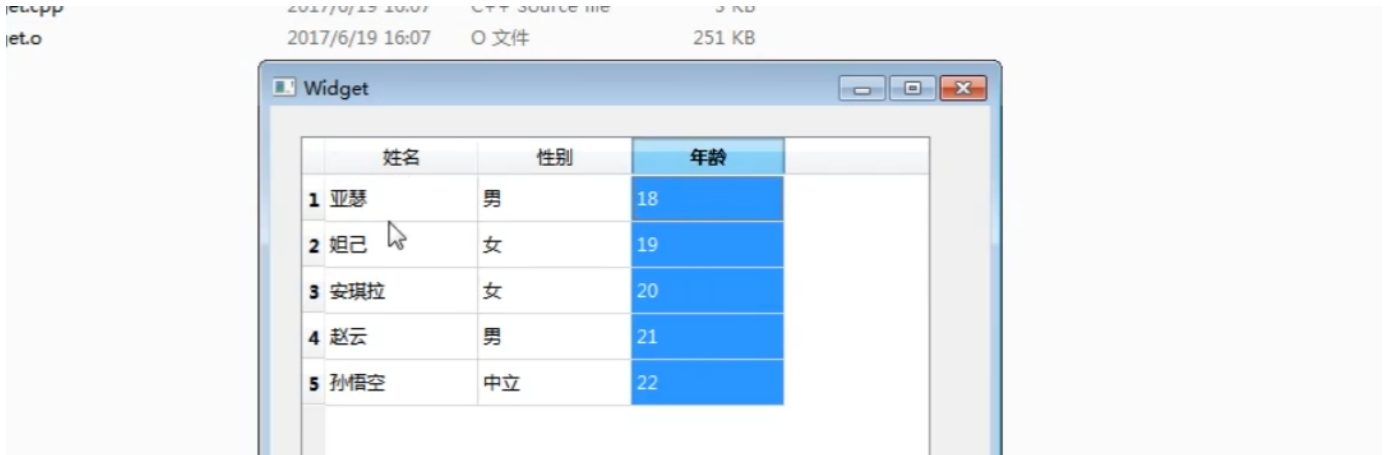 2017/6/19 16:07 C++ Source file 3 KB
et.o 2017/6/19 16:07 O 文件 251 KB
Widget
姓名 性别 年龄
1 亚瑟 男 18
2 妲己 女 19
3 安琪拉 女 20
4 赵云 男 21
5 孙悟空 中立 22